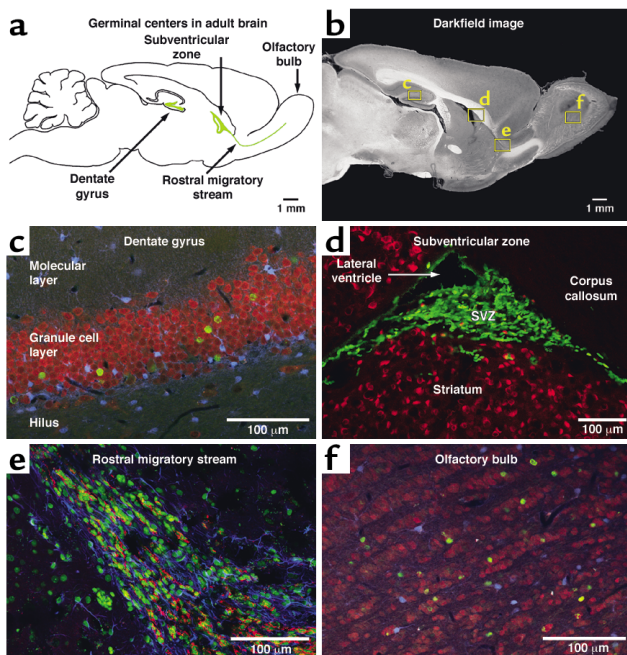 a
Germinal centers in adult brain
Subventricular
zone
Olfactory
bulb
Dentate
gyrus
Rostral migratory
stream
1 mm
b
Darkfield image
c
d
e
f
1 mm
c
Dentate gyrus
Molecular
layer
Granule cell
layer
Hilus
100 μm
d
Subventricular zone
Lateral
ventricle
Corpus
callosum
SVZ
Striatum
100 μm
e
Rostral migratory stream
100 μm
f
Olfactory bulb
100 μm